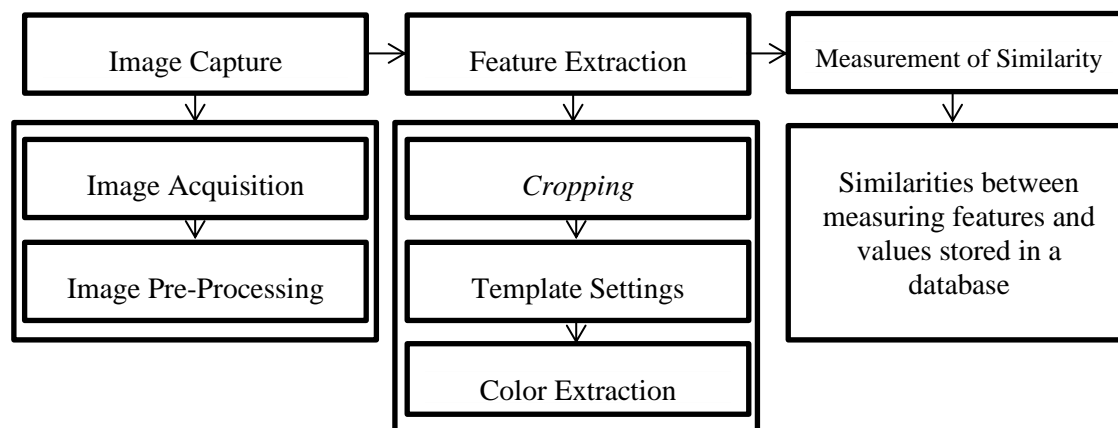 Image Capture
Feature Extraction
Measurement of Similarity
Image Acquisition
Image Pre-Processing
Cropping
Template Settings
Color Extraction
Similarities between
measuring features and
values stored in a
database